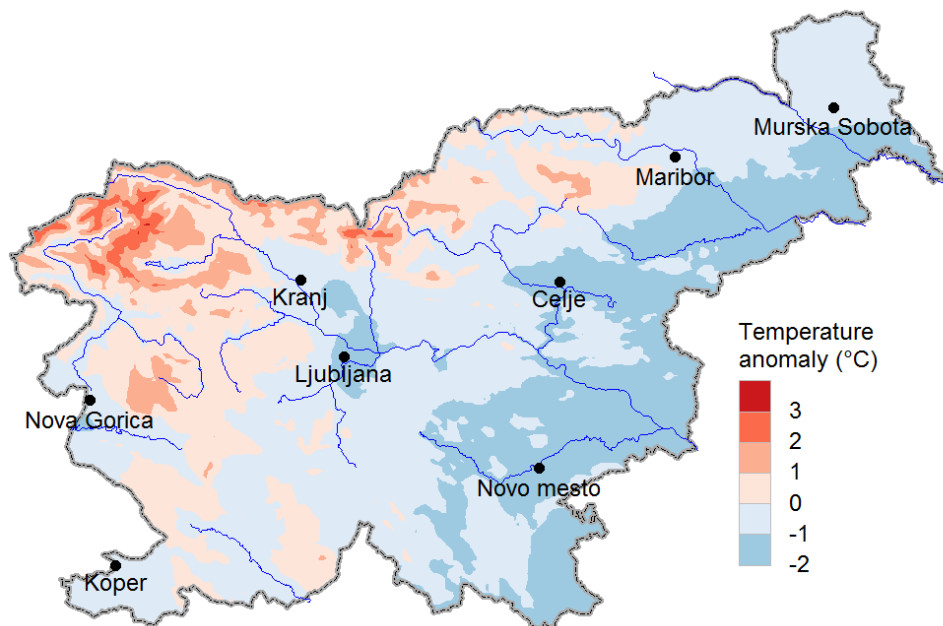 Murska Sobota
Maribor
Kranj
Celje
Ljubljana
Nova Gorica
Novo mesto
Koper
Temperature
anomaly (°C)
3
2
1
0
-1
-2